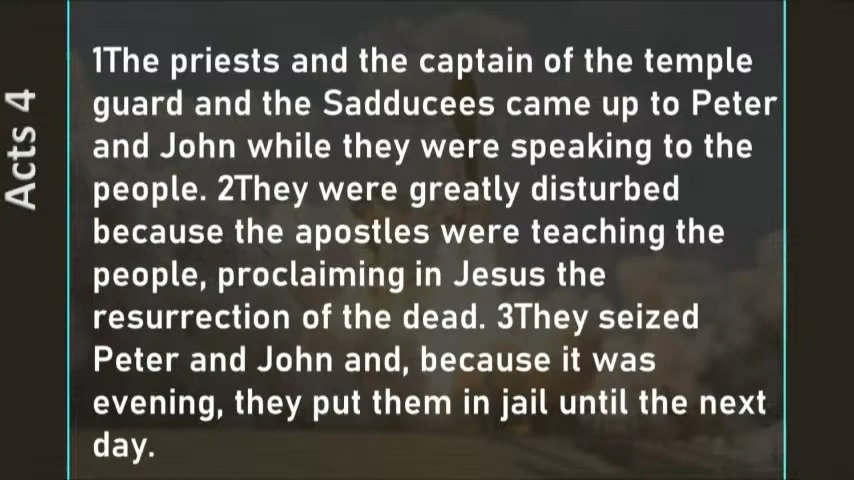 Acts 4
1The priests and the captain of the temple
guard and the Sadducees came up to Peter
and John while they were speaking to the
people. 2They were greatly disturbed
because the apostles were teaching the
people, proclaiming in Jesus the
resurrection of the dead. 3They seized
Peter and John and, because it was
evening, they put them in jail until the next
day.